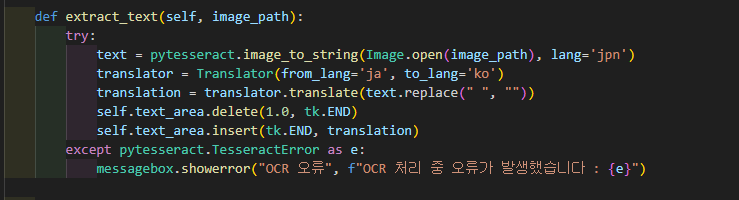 def extract_text(self, image_path):
    try:
        text = pytesseract.image_to_string(Image.open(image_path), lang='jpn')
        translator = Translator(from_lang='ja', to_lang='ko')
        translation = translator.translate(text.replace(" ", ""))
        self.text_area.delete(1.0, tk.END)
        self.text_area.insert(tk.END, translation)
    except pytesseract.TesseractError as e:
        messagebox.showerror("OCR 오류", f"OCR 처리 중 오류가 발생했습니다 : {e}")